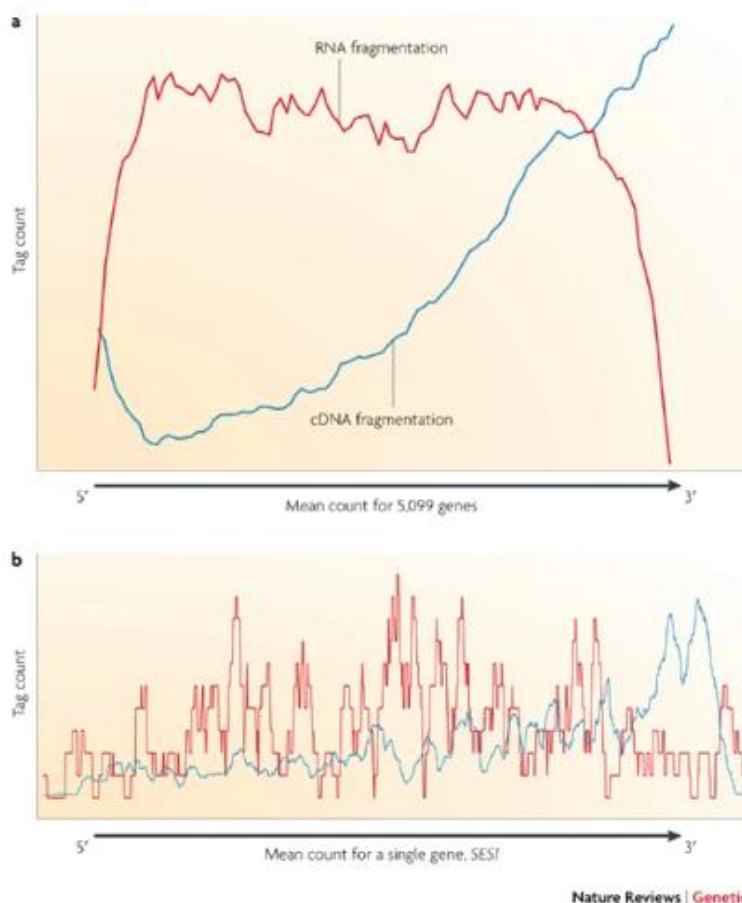 a
RNA fragmentation
Tag count
cDNA fragmentation
5′ 3′
Mean count for 5,099 genes
b
Tag count
5′ 3′
Mean count for a single gene, SES1
Nature Reviews | Genetic